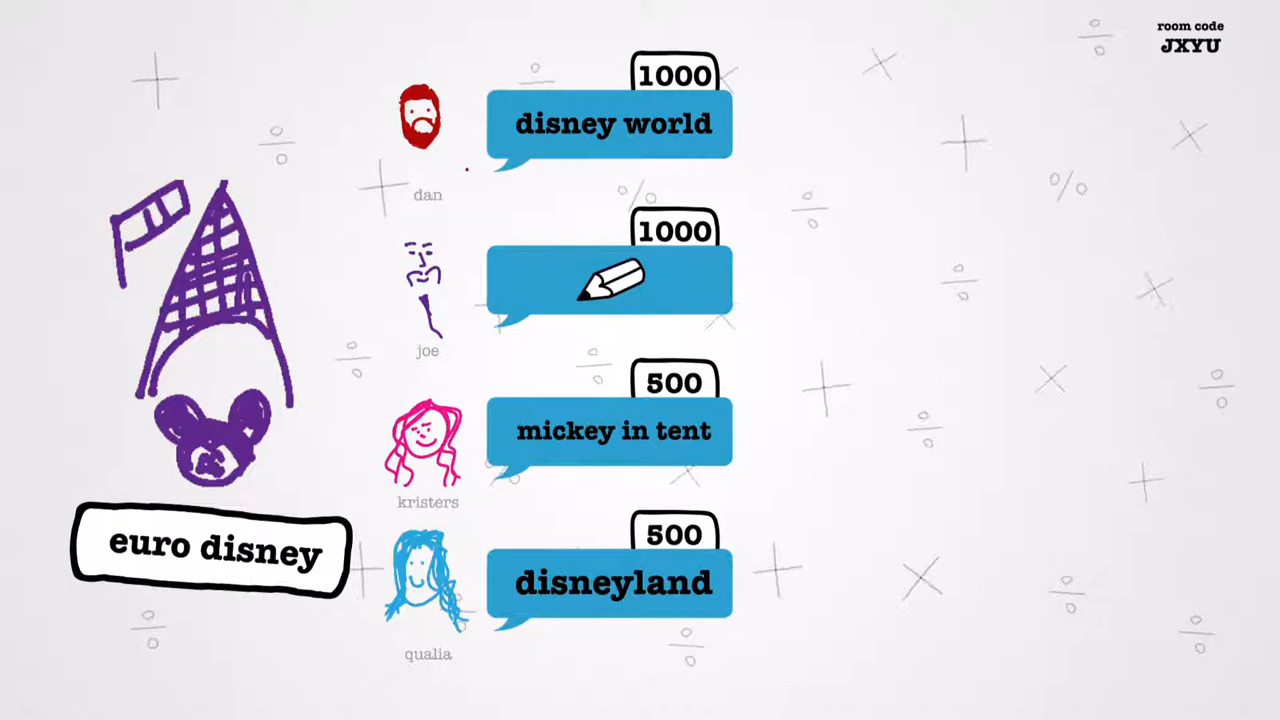 room code
JXYU
1000
disney world
dan
1000
joe
500
mickey in tent
kristers
euro disney
500
disneyland
qualia